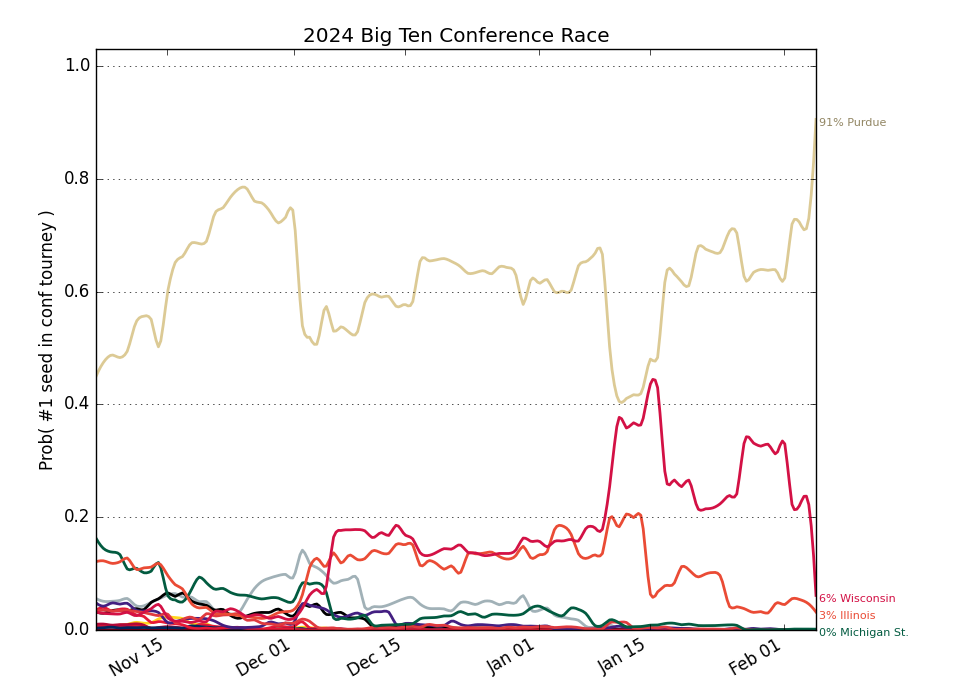 2024 Big Ten Conference Race
Prob( #1 seed in conf tourney )
1.0
0.8
0.6
0.4
0.2
0.0
91% Purdue
6% Wisconsin
3% Illinois
0% Michigan St.
Nov 15
Dec 01
Dec 15
Jan 01
Jan 15
Feb 01